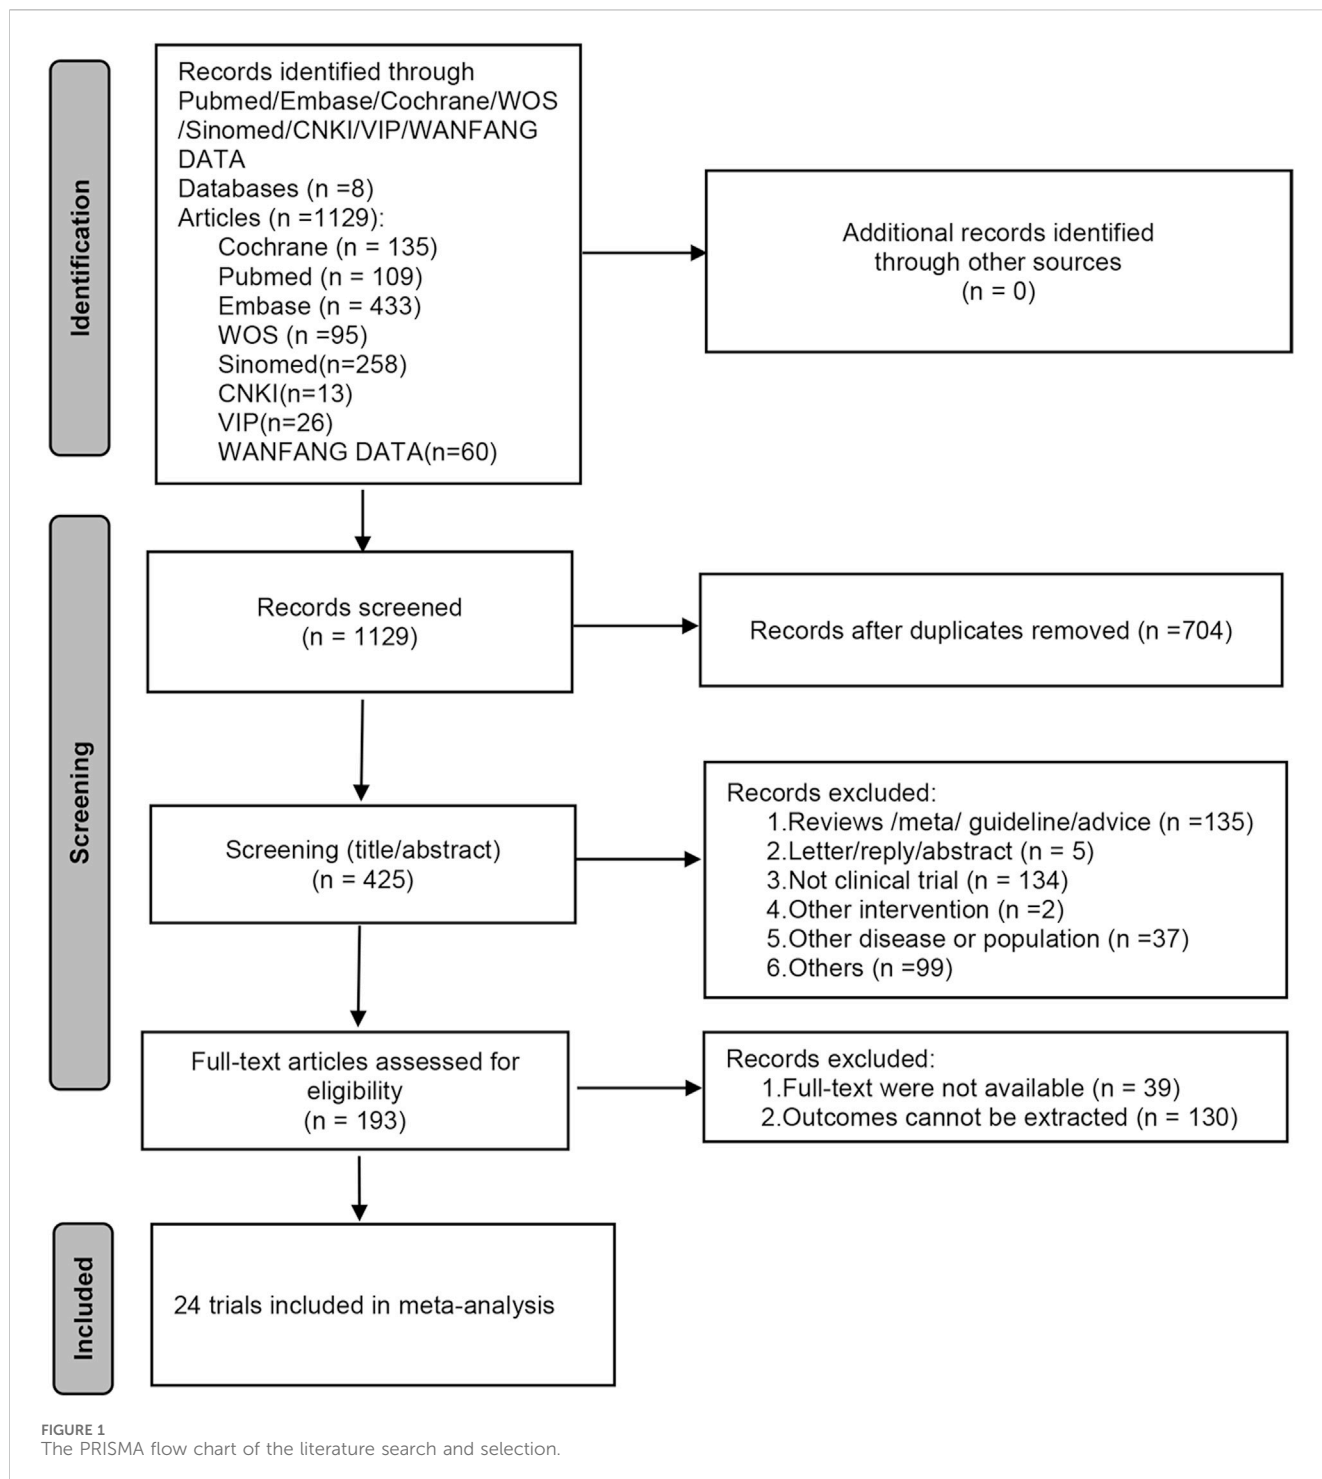 Identification
Records identified through
Pubmed/Embase/Cochrane/WOS
/Sinomed/CNKI/VIP/WANFANG
DATA
Databases (n =8)
Articles (n =1129):
Cochrane (n = 135)
Pubmed (n = 109)
Embase (n = 433)
WOS (n =95)
Sinomed(n=258)
CNKI(n=13)
VIP(n=26)
WANFANG DATA(n=60)
Additional records identified
through other sources
(n = 0)
Screening
Records screened
(n = 1129)
Records after duplicates removed (n =704)
Screening (title/abstract)
(n = 425)
Records excluded:
1.Reviews /meta/ guideline/advice (n =135)
2.Letter/reply/abstract (n = 5)
3.Not clinical trial (n = 134)
4.Other intervention (n =2)
5.Other disease or population (n =37)
6.Others (n =99)
Full-text articles assessed for
eligibility
(n = 193)
Records excluded:
1.Full-text were not available (n = 39)
2.Outcomes cannot be extracted (n = 130)
Included
24 trials included in meta-analysis
FIGURE 1
The PRISMA flow chart of the literature search and selection.